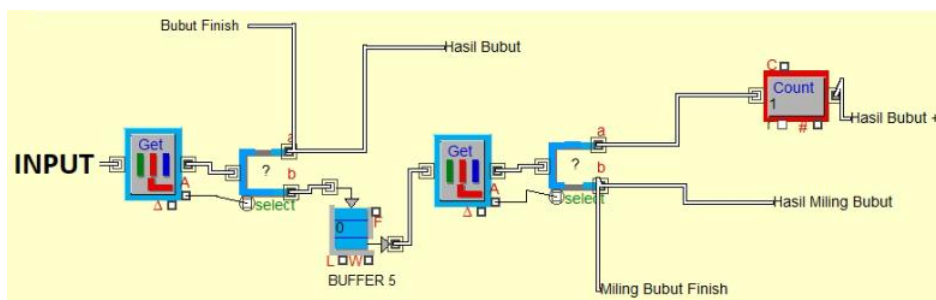 Bubut Finish
Hasil Bubut
INPUT
Get
A
Δ
?
a
b
select
0
F
L W
BUFFER 5
Get
A
Δ
?
a
b
select
C
Count
1
r #
Hasil Bubut +
Hasil Miling Bubut
Miling Bubut Finish